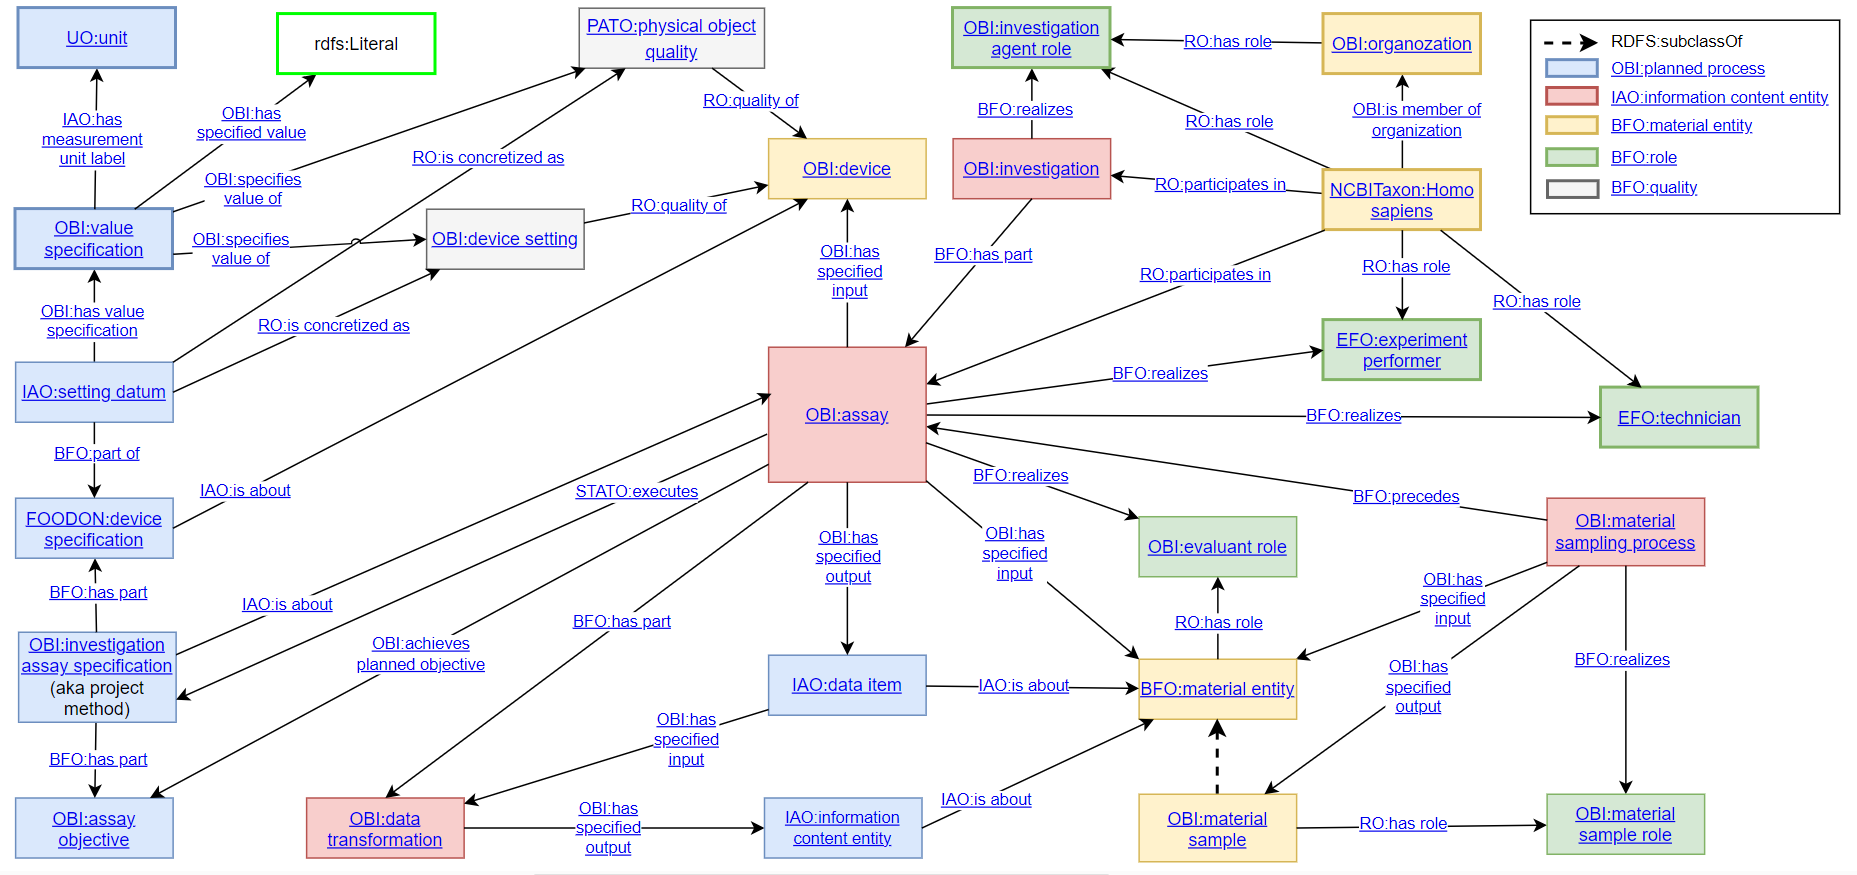 UO:unit
rdfs:Literal
PATO:physical object
quality
OBI:investigation
agent role
RO:has role
OBI:organozation
RDFS:subclassOf
OBI:planned process
IAO:information content entity
BFO:material entity
BFO:role
BFO:quality
IAO:has
measurement
unit label
OBI:has
specified value
RO:quality of
BFO:realizes
OBI:is member of
organization
RO:has role
RO:is concretized as
OBI:device
OBI:investigation
RO:participates in
NCBITaxon:Homo
sapiens
OBI:specifies
value of
RO:quality of
OBI:value
specification
OBI:specifies
value of
OBI:device setting
OBI:has
specified
input
BFO:has part
RO:participates in
RO:has role
RO:has role
OBI:has value
specification
RO:is concretized as
EFO:experiment
performer
IAO:setting datum
BFO:realizes
OBI:assay
BFO:realizes
EFO:technician
BFO:part of
IAO:is about
STATO:executes
BFO:realizes
BFO:precedes
FOODON:device
specification
OBI:has
specified
output
OBI:has
specified
input
OBI:evaluant role
OBI:material
sampling process
BFO:has part
IAO:is about
BFO:has part
RO:has role
OBI:has
specified
input
OBI:investigation
assay specification
(aka project
method)
OBI:achieves
planned objective
IAO:data item
IAO:is about
BFO:material entity
OBI:has
specified
output
BFO:realizes
BFO:has part
OBI:has
specified
input
OBI:assay
objective
OBI:data
transformation
OBI:has
specified
output
IAO:information
content entity
IAO:is about
OBI:material
sample
RO:has role
OBI:material
sample role